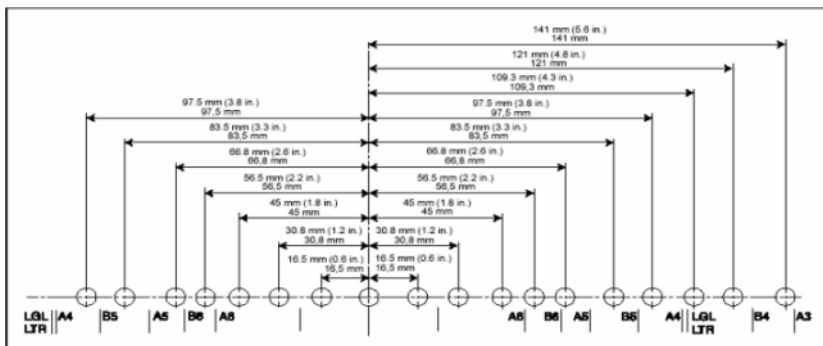 141 mm (5.6 in.)
141 mm
121 mm (4.8 in.)
121 mm
109.3 mm (4.3 in.)
109,3 mm
97.5 mm (3.8 in.) 97.5 mm (3.8 in.)
97,5 mm 97,5 mm
83.5 mm (3.3 in.) 83.5 mm (3.3 in.)
83,5 mm 83,5 mm
66.8 mm (2.6 in.) 66.8 mm (2.6 in.)
66,8 mm 66,8 mm
56.5 mm (2.2 in.) 56.5 mm (2.2 in.)
56,5 mm 56,5 mm
45 mm (1.8 in.) 45 mm (1.8 in.)
45 mm 45 mm
30.8 mm (1.2 in.) 30.8 mm (1.2 in.)
30,8 mm 30,8 mm
16.5 mm (0.6 in.) 16.5 mm (0.6 in.)
16,5 mm 16,5 mm
LGL A4 B5 A5 B6 A6 A6 B6 A5 B5 A4 LGL B4 A3
LTR LTR